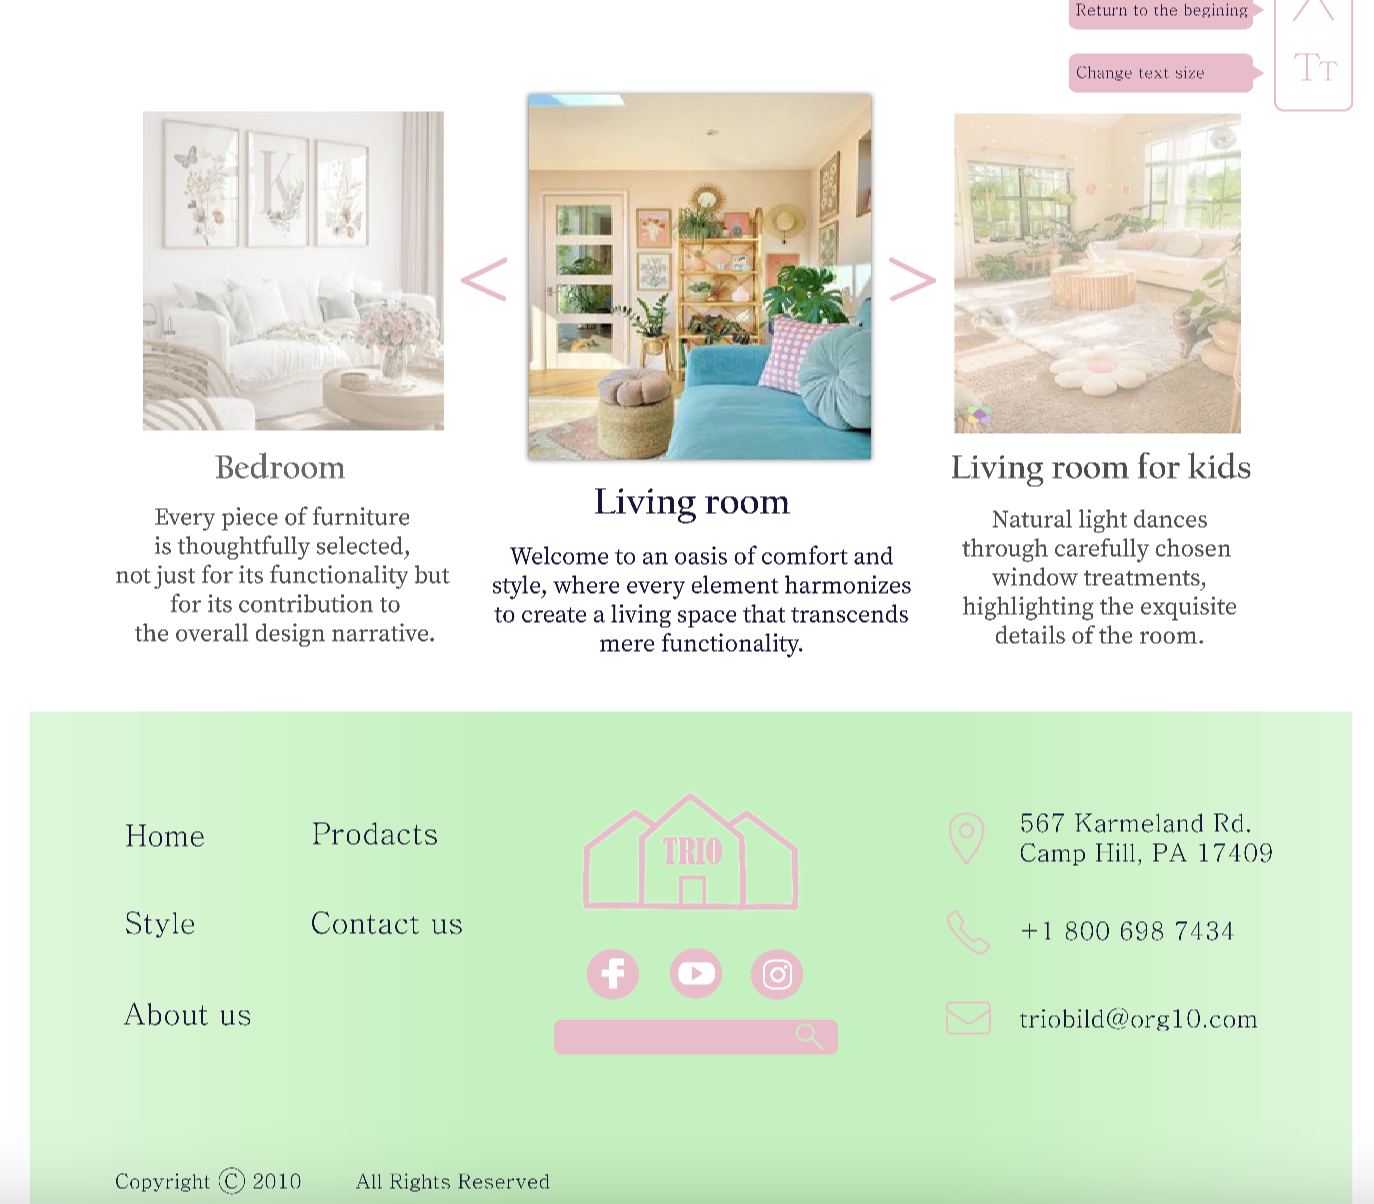 Return to the begining
Change text size
TT
K
Bedroom
Every piece of furniture
is thoughtfully selected,
not just for its functionality but
for its contribution to
the overall design narrative.
Living room
Welcome to an oasis of comfort and
style, where every element harmonizes
to create a living space that transcends
mere functionality.
Living room for kids
Natural light dances
through carefully chosen
window treatments,
highlighting the exquisite
details of the room.
Home
Prodacts
Style
Contact us
About us
TRIO
567 Karmeland Rd.
Camp Hill, PA 17409
+1 800 698 7434
triobild@org10.com
Copyright © 2010
All Rights Reserved